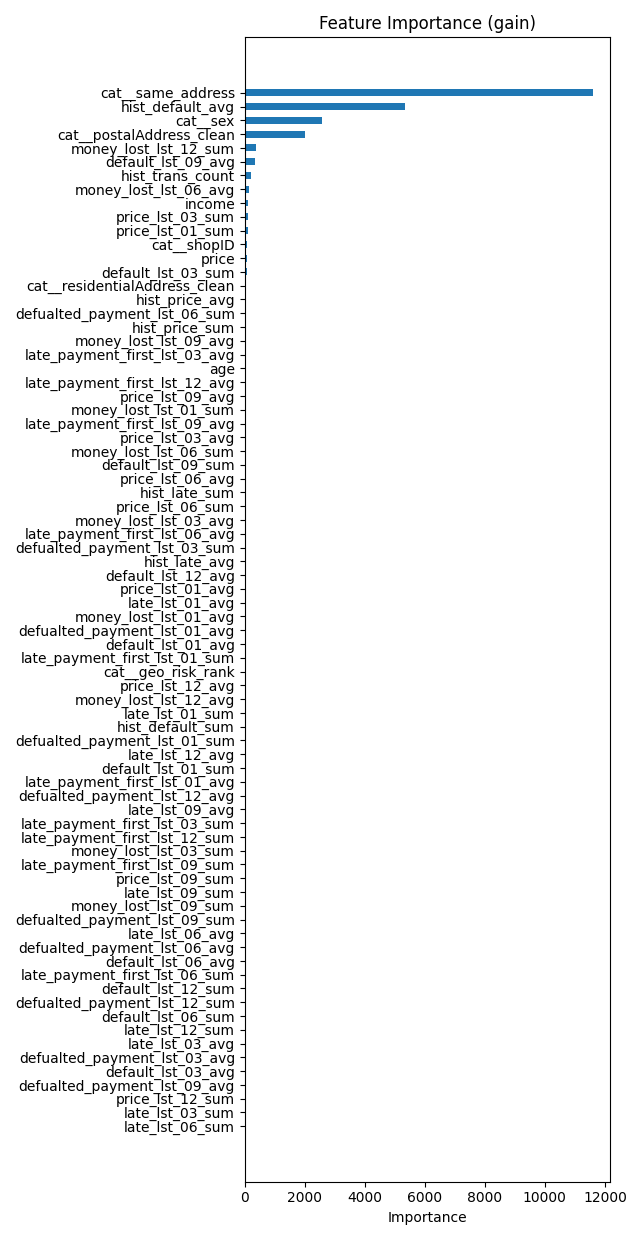 Feature Importance (gain)
cat__same_address
hist_default_avg
cat__sex
cat__postalAddress_clean
money_lost_lst_12_sum
default_lst_09_avg
hist_trans_count
money_lost_lst_06_avg
income
price_lst_03_sum
price_lst_01_sum
cat__shopID
price
default_lst_03_sum
cat__residentialAddress_clean
hist_price_avg
defualted_payment_lst_06_sum
hist_price_sum
money_lost_lst_09_avg
late_payment_first_lst_03_avg
age
late_payment_first_lst_12_avg
price_lst_09_avg
money_lost_lst_01_sum
late_payment_first_lst_09_avg
price_lst_03_avg
money_lost_lst_06_sum
default_lst_09_sum
price_lst_06_avg
hist_late_sum
price_lst_06_sum
money_lost_lst_03_avg
late_payment_first_lst_06_avg
defualted_payment_lst_03_sum
hist_late_avg
default_lst_12_avg
price_lst_01_avg
late_lst_01_avg
money_lost_lst_01_avg
defualted_payment_lst_01_avg
default_lst_01_avg
late_payment_first_lst_01_sum
cat__geo_risk_rank
price_lst_12_avg
money_lost_lst_12_avg
late_lst_01_sum
hist_default_sum
defualted_payment_lst_01_sum
late_lst_12_avg
default_lst_01_sum
late_payment_first_lst_01_avg
defualted_payment_lst_12_avg
late_lst_09_avg
late_payment_first_lst_03_sum
late_payment_first_lst_12_sum
money_lost_lst_03_sum
late_payment_first_lst_09_sum
price_lst_09_sum
late_lst_09_sum
money_lost_lst_09_sum
defualted_payment_lst_09_sum
late_lst_06_avg
defualted_payment_lst_06_avg
default_lst_06_avg
late_payment_first_lst_06_sum
default_lst_12_sum
defualted_payment_lst_12_sum
default_lst_06_sum
late_lst_12_sum
late_lst_03_avg
defualted_payment_lst_03_avg
default_lst_03_avg
defualted_payment_lst_09_avg
price_lst_12_sum
late_lst_03_sum
late_lst_06_sum
0 2000 4000 6000 8000 10000 12000
Importance